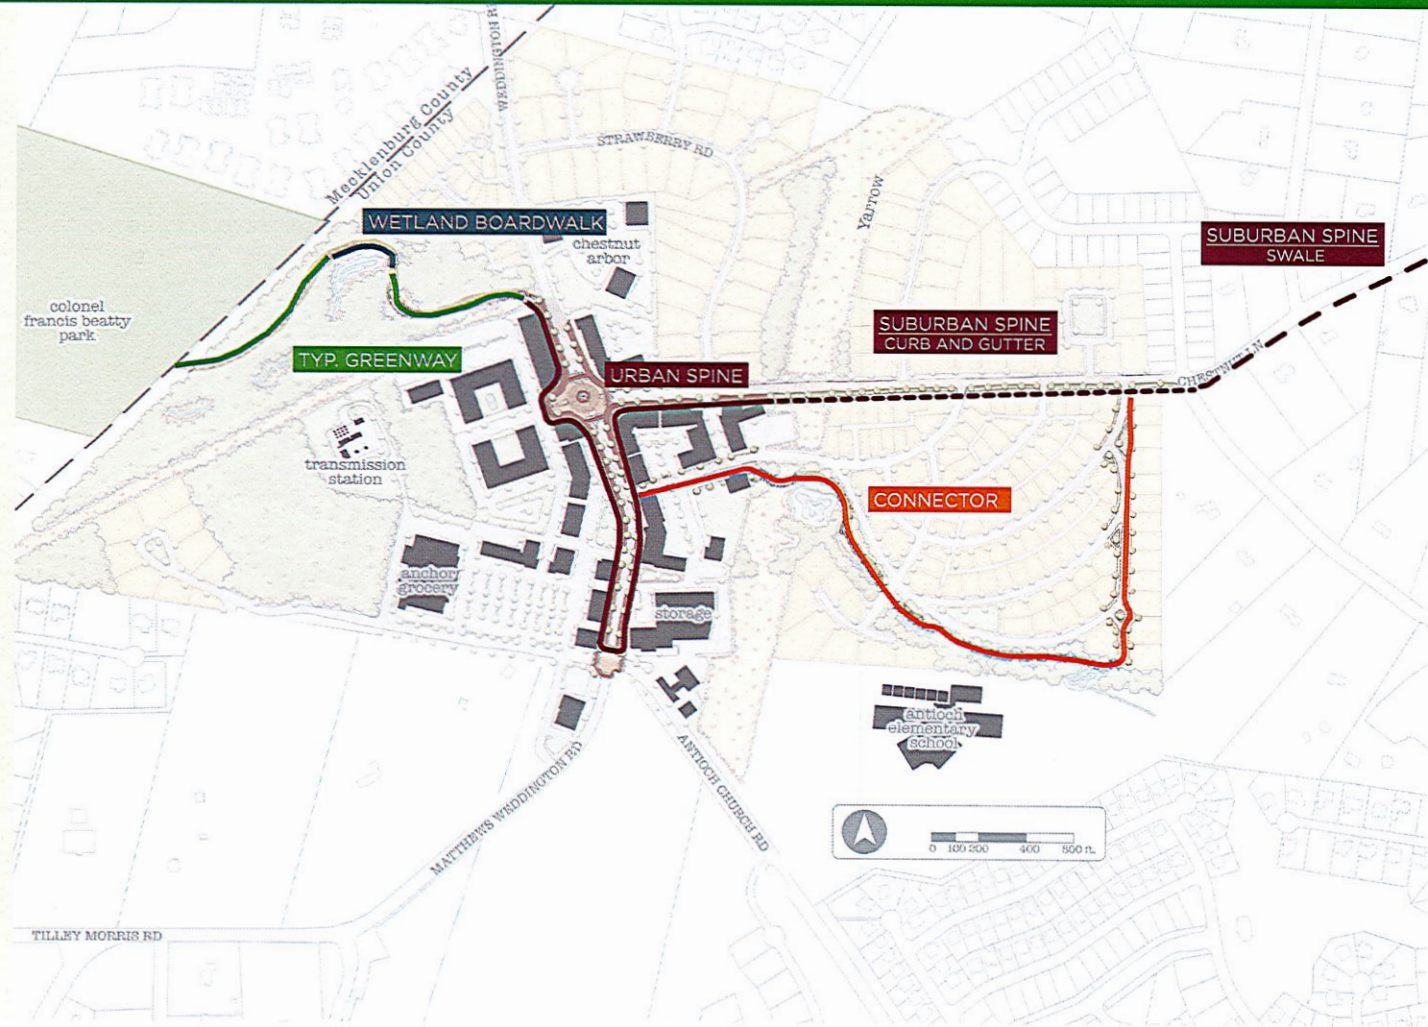 WEDDINGTON R
Mecklenburg County
Union County
STRAWBERRY RD
Yarrow
WETLAND BOARDWALK
chestnut
arbor
SUBURBAN SPINE
SWALE
colonel
francis beatty
park
SUBURBAN SPINE
CURB AND GUTTER
TYP. GREENWAY
URBAN SPINE
CHESTNUT LN
transmission
station
CONNECTOR
anchor
grocery
storage
antioch
elementary
school
MATTHEWS WEDDINGTON RD
ANTIOCH CHURCH RD
0 100 200 400 800 ft.
TILLEY MORRIS RD